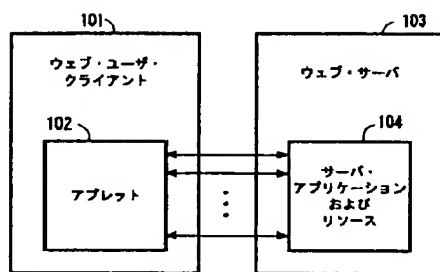 101
103
ウェブ・ユーザ・
クライアント
ウェブ・サーバ
102
104
アプレット
サーバ・
アプリケーション
および
リソース